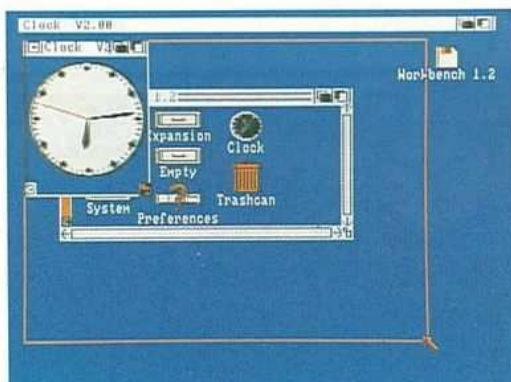 Clock V2.00
Clock V2
Workbench 1.2
1.2
Expansion
Clock
Empty
System
Trashcan
Preferences